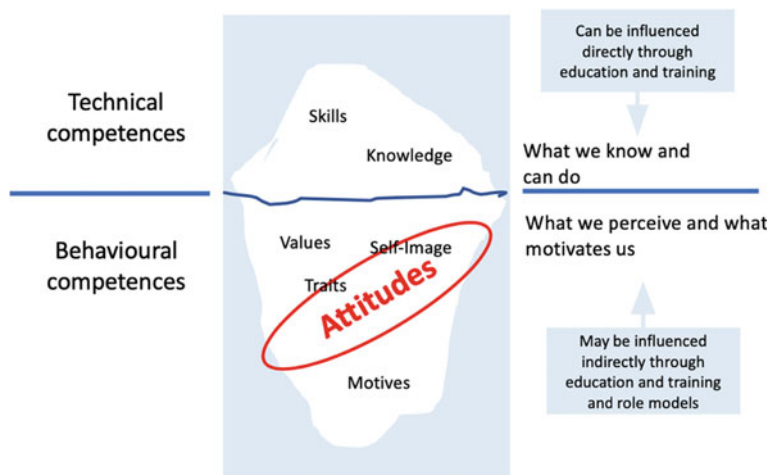 Technical
competences
Behavioural
competences
Skills
Knowledge
Values
Self-Image
Traits
Attitudes
Motives
Can be influenced
directly through
education and training
What we know and
can do
What we perceive and what
motivates us
May be influenced
indirectly through
education and training
and role models